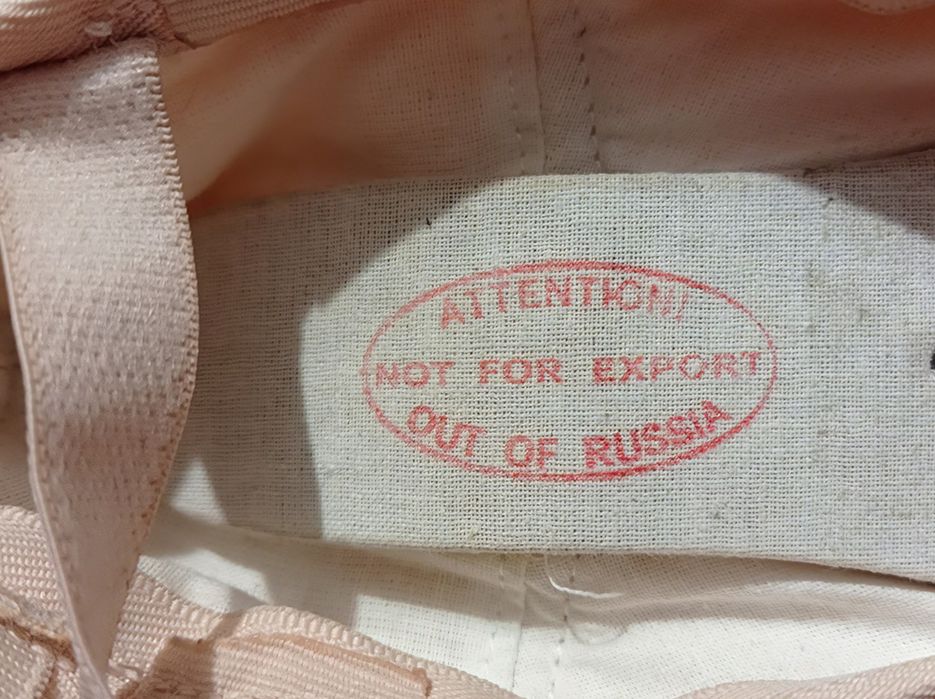 ATTENTION!
NOT FOR EXPORT
OUT OF RUSSIA